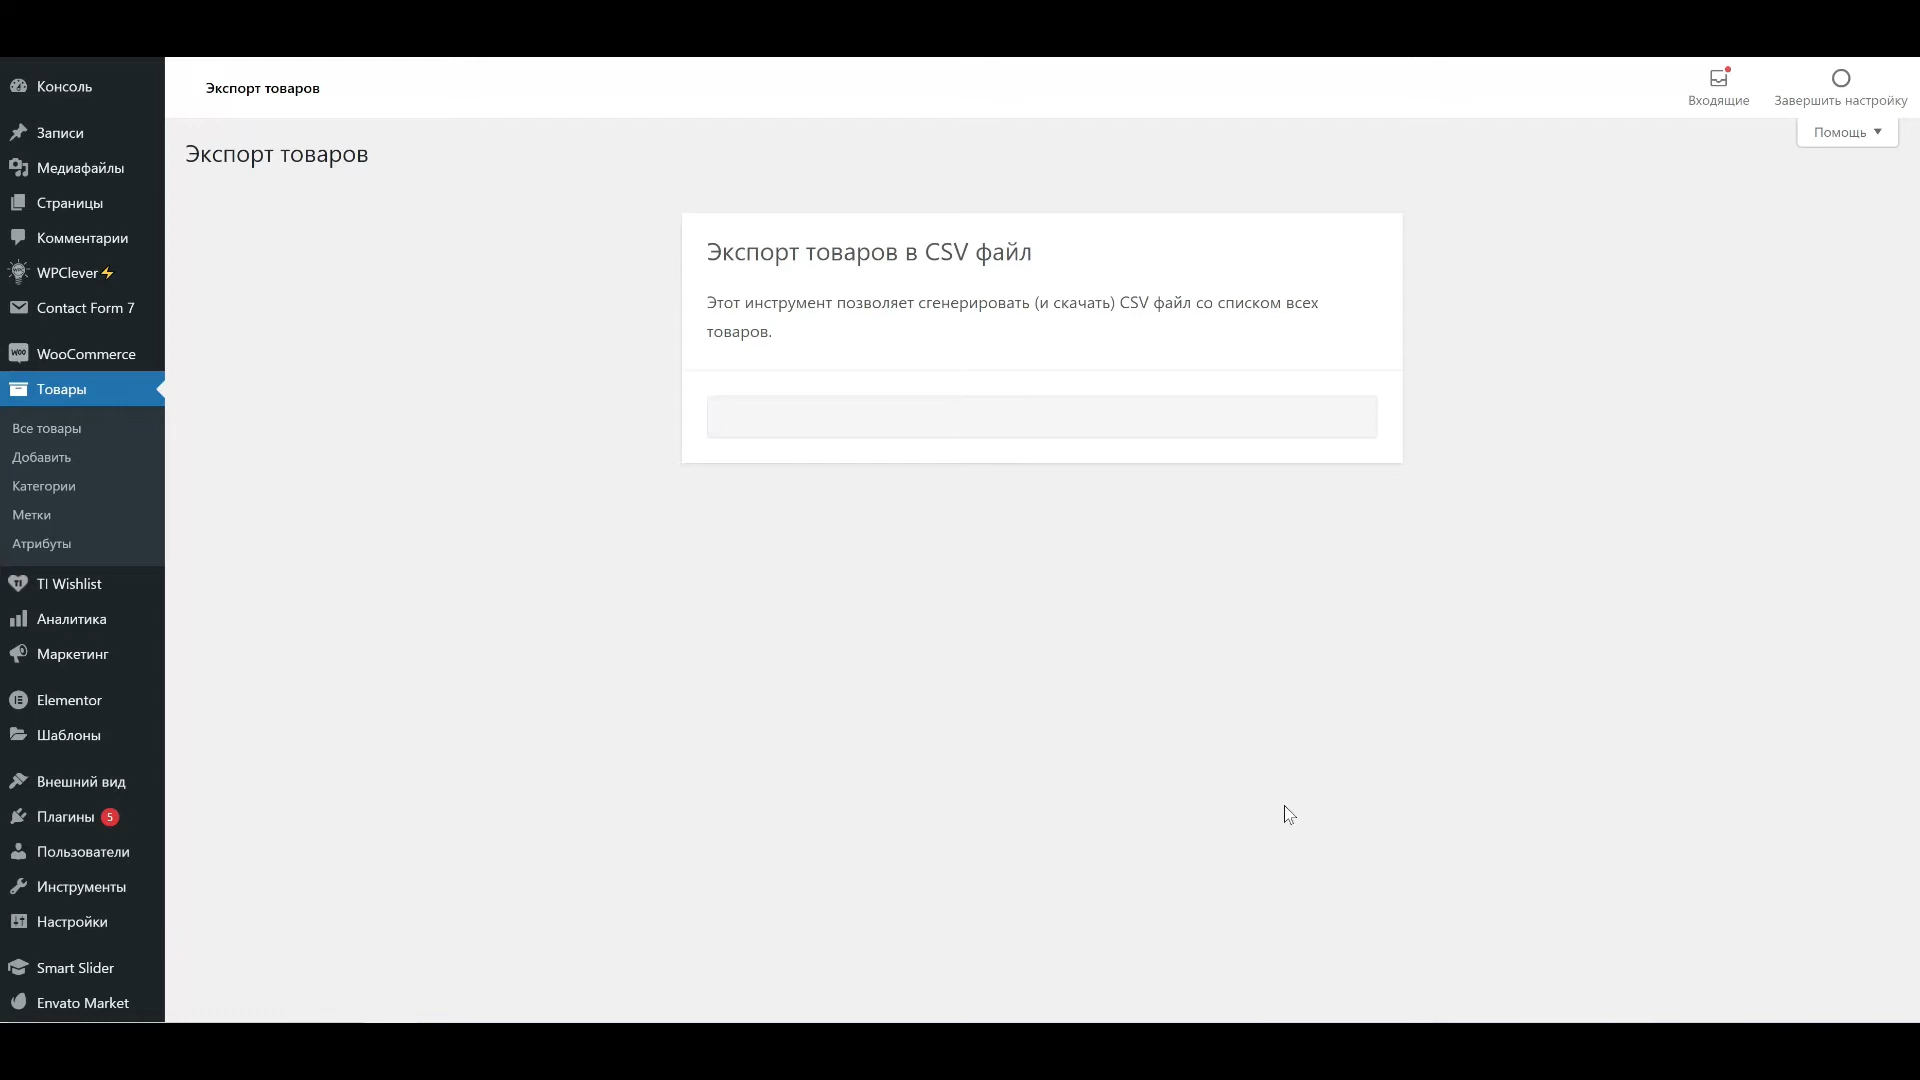 Консоль
Записи
Медиафайлы
Страницы
Комментарии
WPClever⚡
Contact Form 7
WooCommerce
Товары
Все товары
Добавить
Категории
Метки
Атрибуты
TI Wishlist
Аналитика
Маркетинг
Elementor
Шаблоны
Внешний вид
Плагины 5
Пользователи
Инструменты
Настройки
Smart Slider
Envato Market
Экспорт товаров
Входящие
Завершить настройку
Помощь ▼
Экспорт товаров
Экспорт товаров в CSV файл
Этот инструмент позволяет сгенерировать (и скачать) CSV файл со списком всех
товаров.